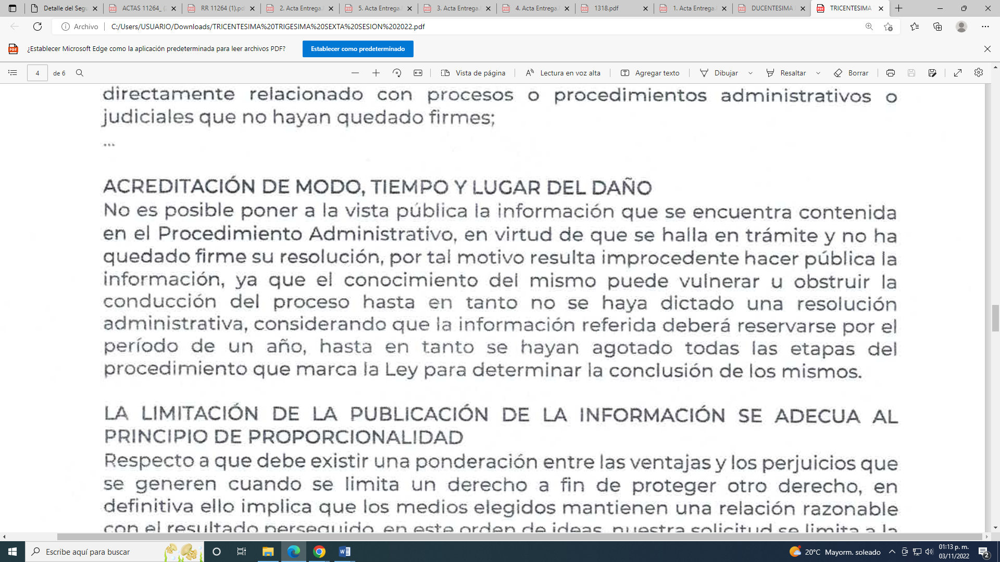 Detalle del Segu
ACTAS 11264_ (
RR 11264 (1).pd
2. Acta Entrega.
5. Acta Entrega.
3. Acta Entrega.
4. Acta Entrega.
1318.pdf
1. Acta Entrega.
DUCENTESIMA
TRICENTESIMA
Archivo
C:/Users/USUARIO/Downloads/TRICENTESIMA%20TRIGESIMA%20SEXTA%20SESION%202022.pdf
¿Establecer Microsoft Edge como la aplicación predeterminada para leer archivos PDF?
Establecer como predeterminado
4
de 6
Vista de página
Lectura en voz alta
Agregar texto
Dibujar
Resaltar
Borrar
directamente relacionado con procesos o procedimientos administrativos o
judiciales que no hayan quedado firmes;
...
ACREDITACIÓN DE MODO, TIEMPO Y LUGAR DEL DAÑO
No es posible poner a la vista pública la información que se encuentra contenida
en el Procedimiento Administrativo, en virtud de que se halla en trámite y no ha
quedado firme su resolución, por tal motivo resulta improcedente hacer pública la
información, ya que el conocimiento del mismo puede vulnerar u obstruir la
conducción del proceso hasta en tanto no se haya dictado una resolución
administrativa, considerando que la información referida deberá reservarse por el
período de un año, hasta en tanto se hayan agotado todas las etapas del
procedimiento que marca la Ley para determinar la conclusión de los mismos.
LA LIMITACIÓN DE LA PUBLICACIÓN DE LA INFORMACIÓN SE ADECUA AL
PRINCIPIO DE PROPORCIONALIDAD
Respecto a que debe existir una ponderación entre las ventajas y los perjuicios que
se generen cuando se limita un derecho a fin de proteger otro derecho, en
definitiva ello implica que los medios elegidos mantienen una relación razonable
con el resultado perseguido, en este orden de ideas, nuestra solicitud se limita a la
Escribe aquí para buscar
20°C Mayorm. soleado
01:13 p. m.
03/11/2022
2